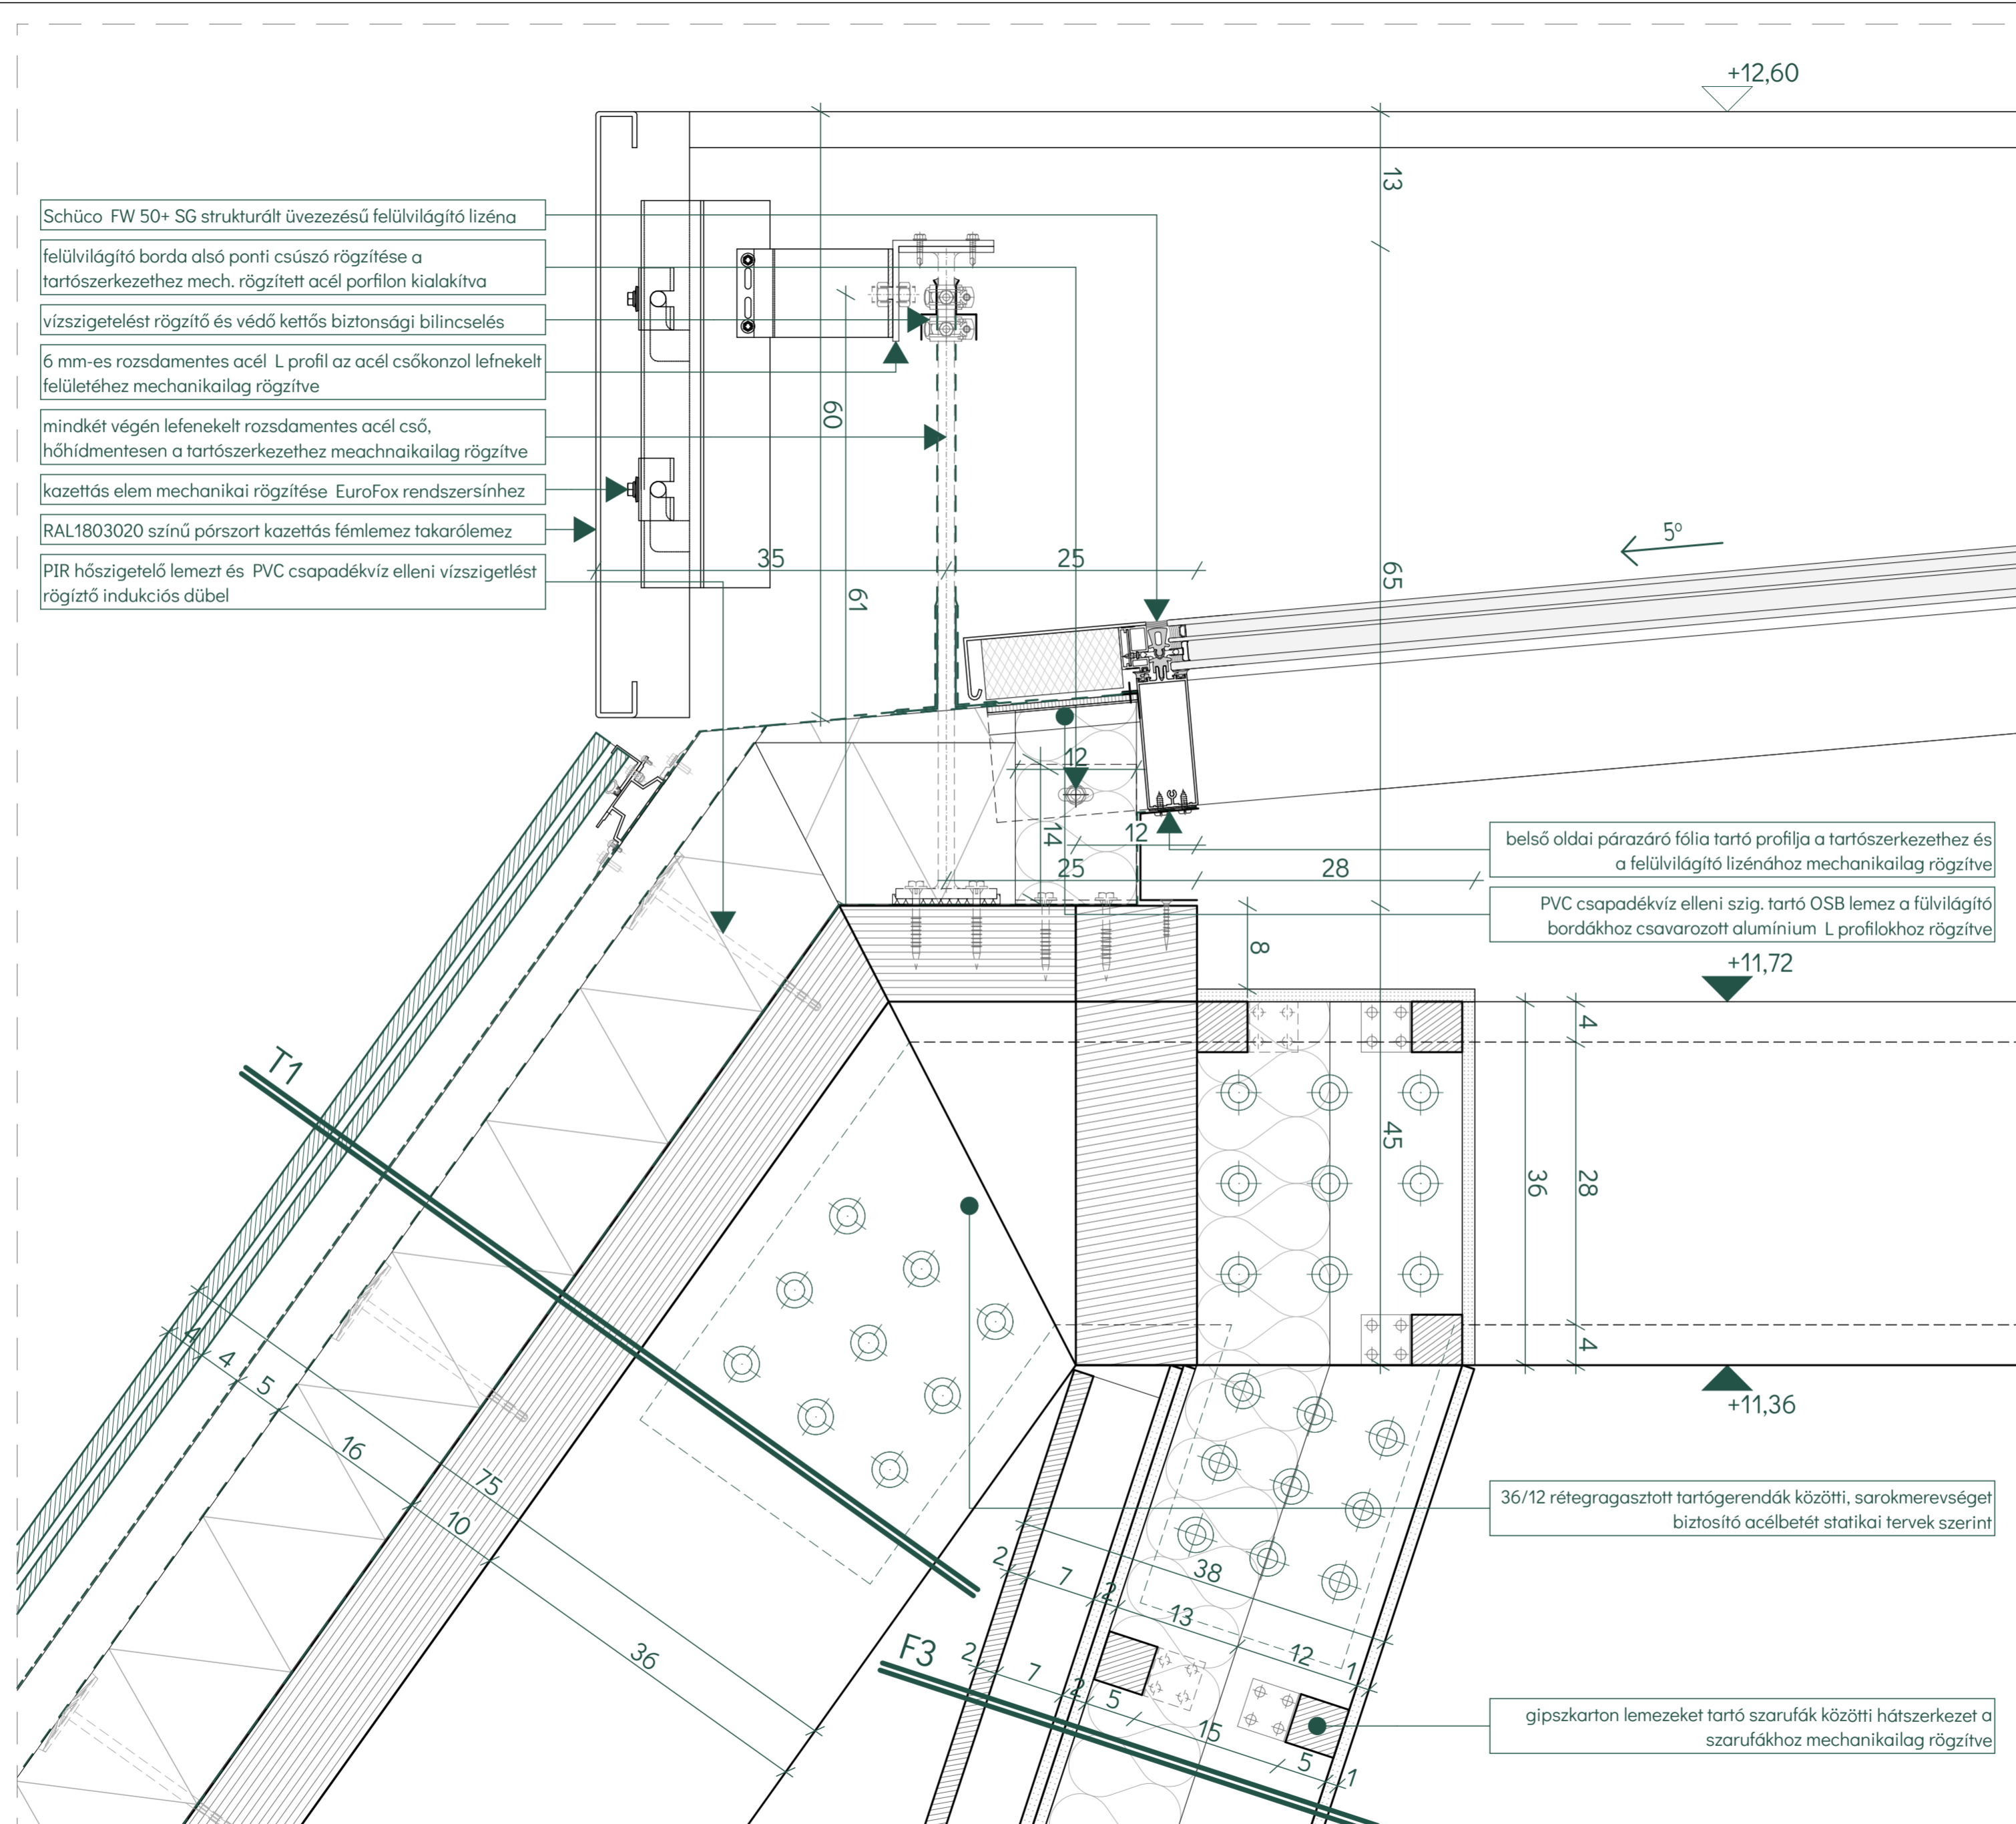 +12,60
13
Schüco FW 50+ SG strukturált üvezezésű felülvilágító lizéna
felülvilágító borda alsó ponti csúszó rögzítése a
tartószerkezethez mech. rögzített acél porfilon kialakítva
vízszigetelést rögzítő és védő kettős biztonsági bilincselés
6 mm-es rozsdamentes acél L profil az acél csőkonzol lefnekelt
felületéhez mechanikailag rögzítve
mindkét végén lefenekelt rozsdamentes acél cső,
hőhídmentesen a tartószerkezethez meachnaikailag rögzítve
kazettás elem mechanikai rögzítése EuroFox rendszersínhez
RAL1803020 színű pórszort kazettás fémlemez takarólemez
PIR hőszigetelő lemezt és PVC csapadékvíz elleni vízszigetlést
rögíztő indukciós dübel
60
61
35
25
65
5°
12
14
12
25
28
belső oldai párazáró fólia tartó profilja a tartószerkezethez és
a felülvilágító lizénához mechanikailag rögzítve
PVC csapadékvíz elleni szig. tartó OSB lemez a fülvilágító
bordákhoz csavarozott alumínium L profilokhoz rögzítve
8
+11,72
4
45
36
28
4
+11,36
T1
4
4
5
16
75
10
36
36/12 rétegragasztott tartógerendák közötti, sarokmerevséget
biztosító acélbetét statikai tervek szerint
38
2
7
2
13
12
1
F3
2
7
2
5
15
5
1
gipszkarton lemezeket tartó szarufák közötti hátszerkezet a
szarufákhoz mechanikailag rögzítve